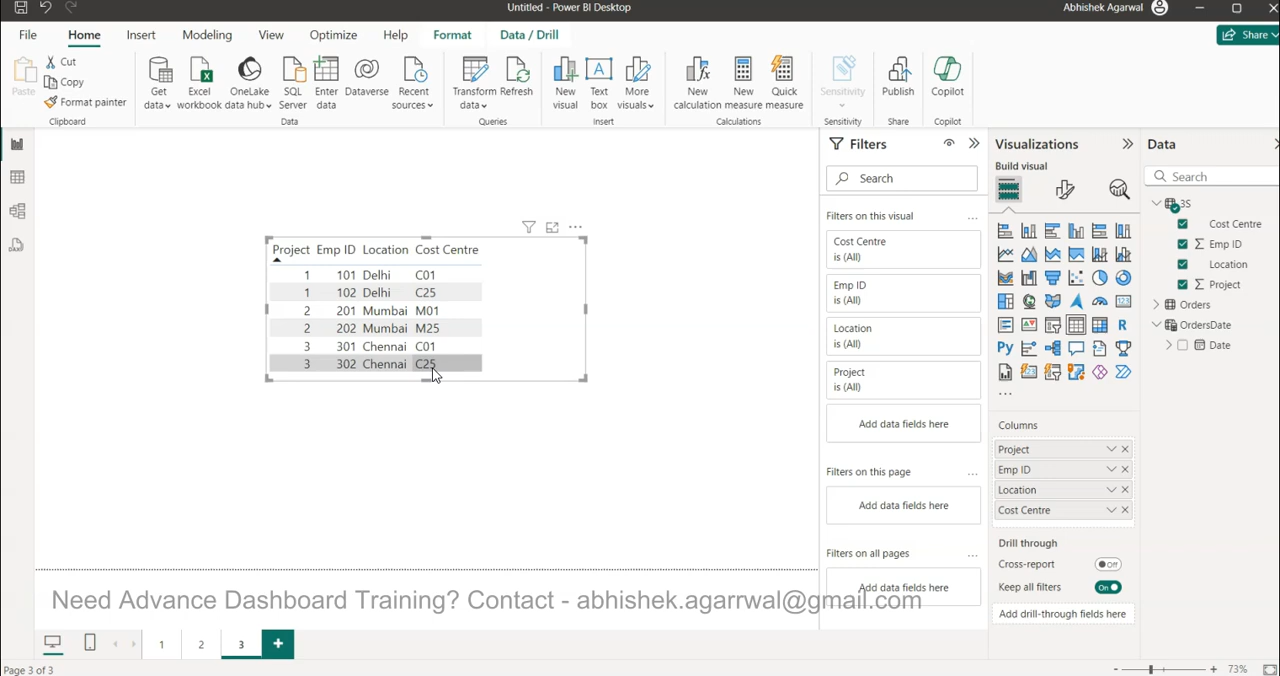 Untitled - Power BI Desktop
Abhishek Agarwal
File Home Insert Modeling View Optimize Help Format Data / Drill
Share
Paste
Cut
Copy
Format painter
Get data
Excel workbook
OneLake data hub
SQL Server
Enter data
Dataverse
Recent sources
Transform data
Refresh
New visual
Text box
More visuals
New calculation
New measure
Quick measure
Sensitivity
Publish
Copilot
Clipboard Data Queries Insert Calculations Sensitivity Share Copilot
Project Emp ID Location Cost Centre
1 101 Delhi C01
1 102 Delhi C25
2 201 Mumbai M01
2 202 Mumbai M25
3 301 Chennai C01
3 302 Chennai C25
Filters
Search
Filters on this visual ...
Cost Centre
is (All)
Emp ID
is (All)
Location
is (All)
Project
is (All)
Add data fields here
Filters on this page ...
Add data fields here
Filters on all pages ...
Add data fields here
Visualizations
Build visual
R
Py
...
Columns
Project
Emp ID
Location
Cost Centre
Drill through
Cross-report Off
Keep all filters On
Add drill-through fields here
Data
Search
3S
Cost Centre
Σ Emp ID
Location
Σ Project
Orders
OrdersDate
Date
Need Advance Dashboard Training? Contact - abhishek.agarrwal@gmail.com
1 2 3 +
Page 3 of 3
- + 73%